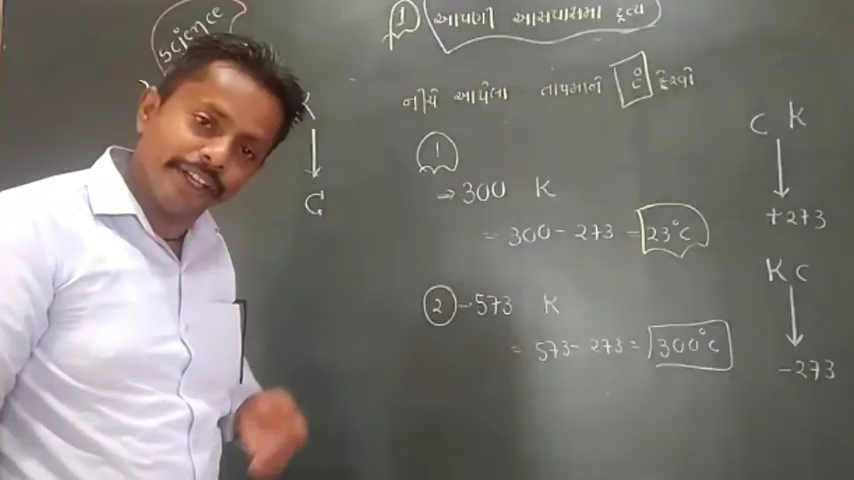 Science
1 આપણી આસપાસમા દ્રવ્ય
નીચે આપેલા તાપમાનને °C ફેરવો
K
↓
C
1
⇒ 300 K
= 300 - 273 - 23°C
2 - 573 K
= 573 - 273 = 300°C
C K
↓
+273
K C
↓
-273